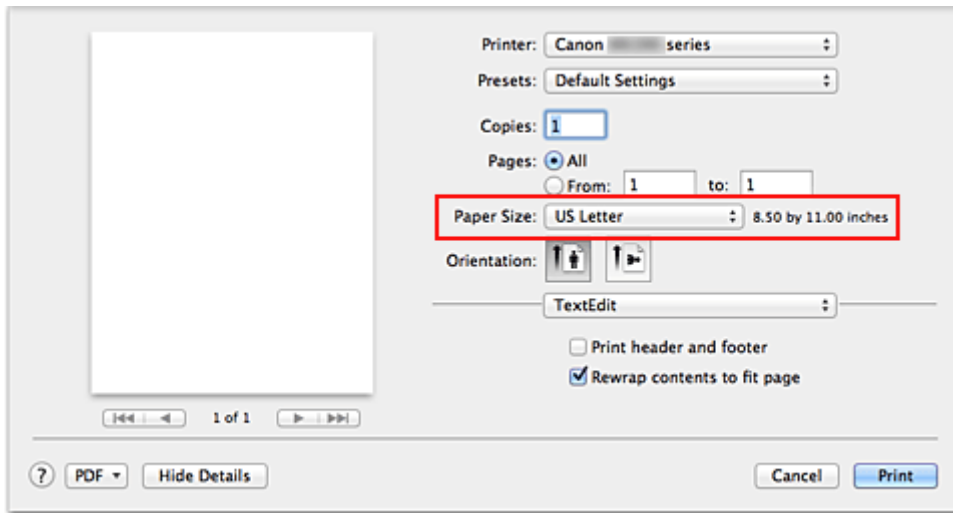 Printer: Canon series
Presets: Default Settings
Copies: 1
Pages: All
From: 1 to: 1
Paper Size: US Letter 8.50 by 11.00 inches
Orientation:
TextEdit
Print header and footer
Rewrap contents to fit page
1 of 1
? PDF Hide Details Cancel Print